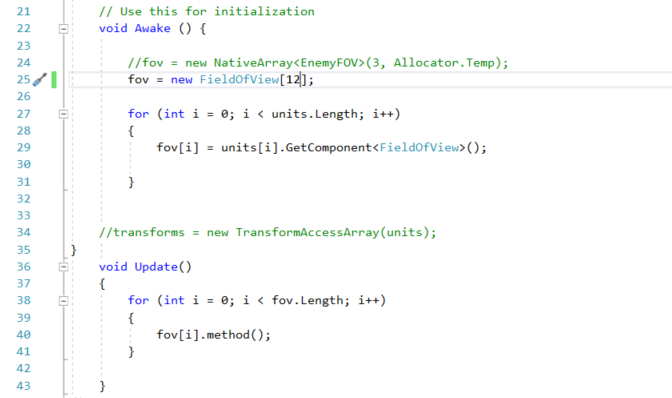 21 // Use this for initialization
22 void Awake () {
23
24 //fov = new NativeArray<EnemyFOV>(3, Allocator.Temp);
25 fov = new FieldOfView[12];
26
27 for (int i = 0; i < units.Length; i++)
28 {
29 fov[i] = units[i].GetComponent<FieldOfView>();
30
31 }
32
33
34 //transforms = new TransformAccessArray(units);
35 }
36 void Update()
37 {
38 for (int i = 0; i < fov.Length; i++)
39 {
40 fov[i].method();
41 }
42
43 }